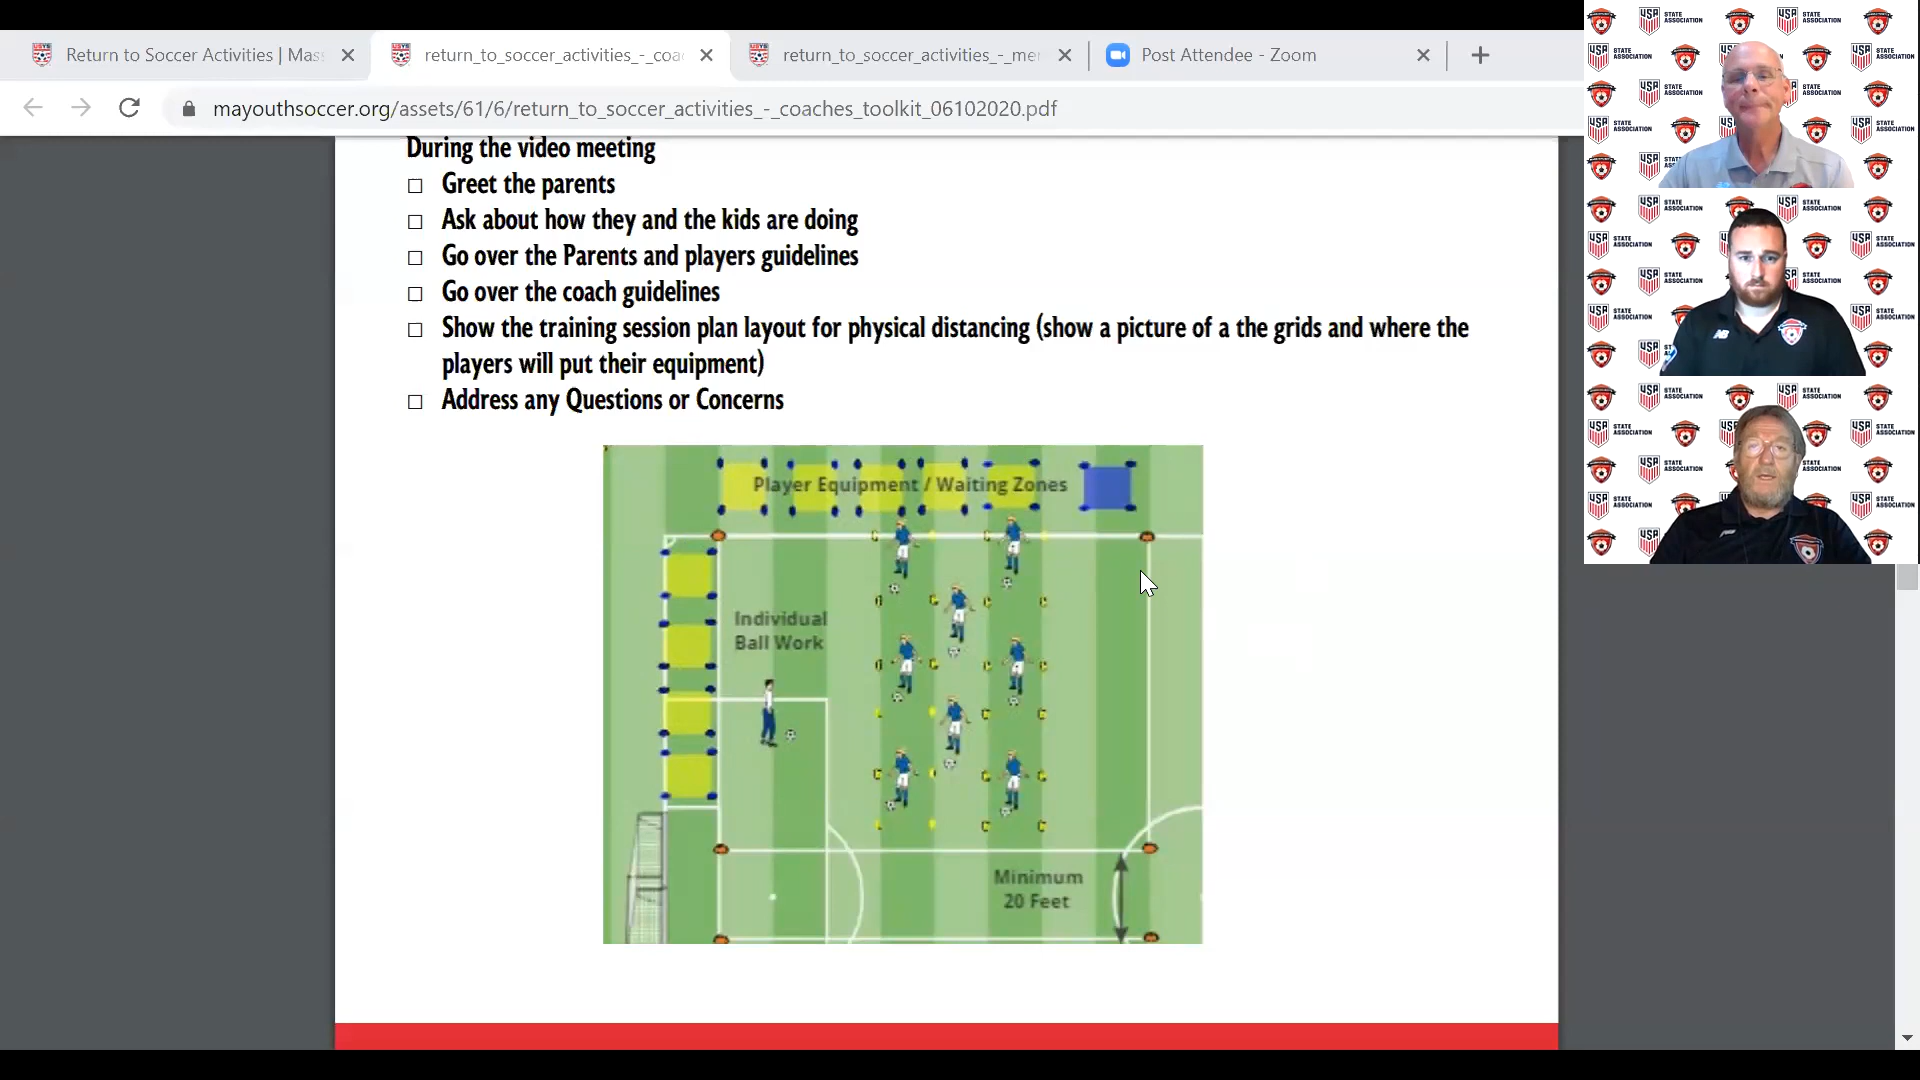 Return to Soccer Activities | Mas
return_to_soccer_activities_-_coa
return_to_soccer_activities_-_me
Post Attendee - Zoom
mayouthsoccer.org/assets/61/6/return_to_soccer_activities_-_coaches_toolkit_06102020.pdf
During the video meeting
Greet the parents
Ask about how they and the kids are doing
Go over the Parents and players guidelines
Go over the coach guidelines
Show the training session plan layout for physical distancing (show a picture of a the grids and where the
players will put their equipment)
Address any Questions or Concerns
Player Equipment / Waiting Zones
Individual
Ball Work
Minimum
20 Feet
USA STATE ASSOCIATION